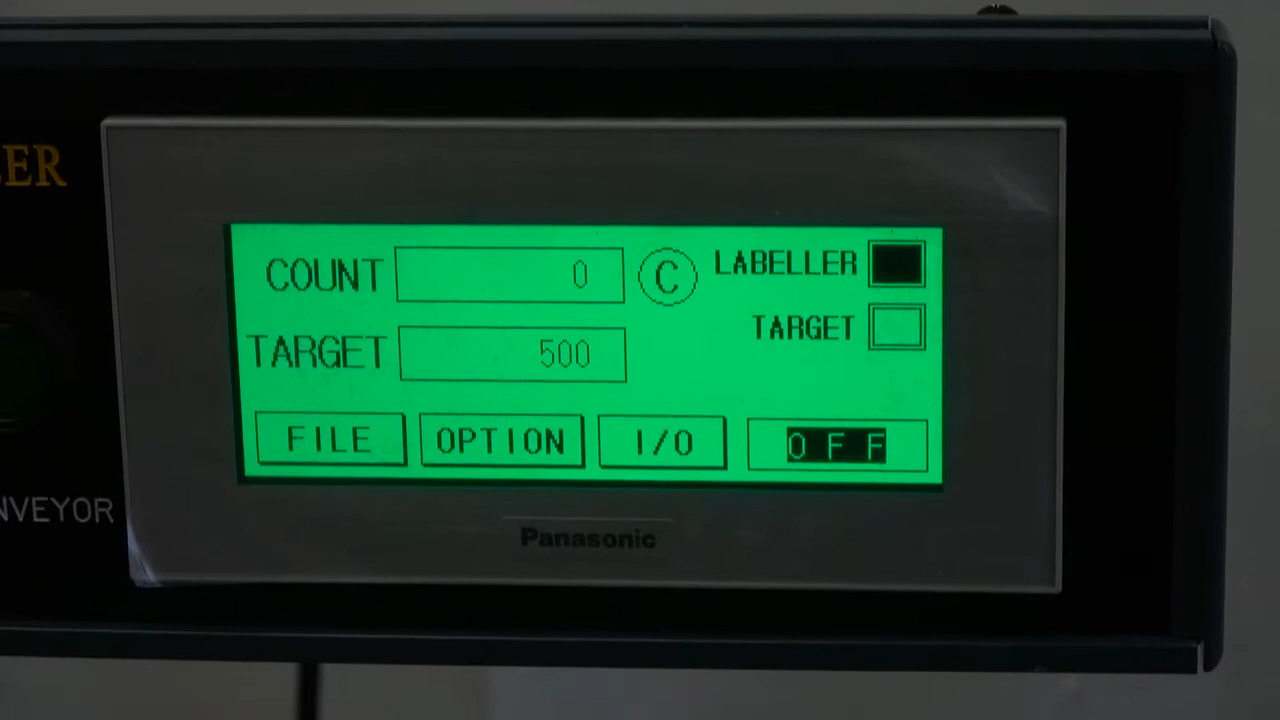 ER
COUNT 0 C LABELLER
TARGET 500 TARGET
FILE OPTION I/O OFF
NVEYOR
Panasonic